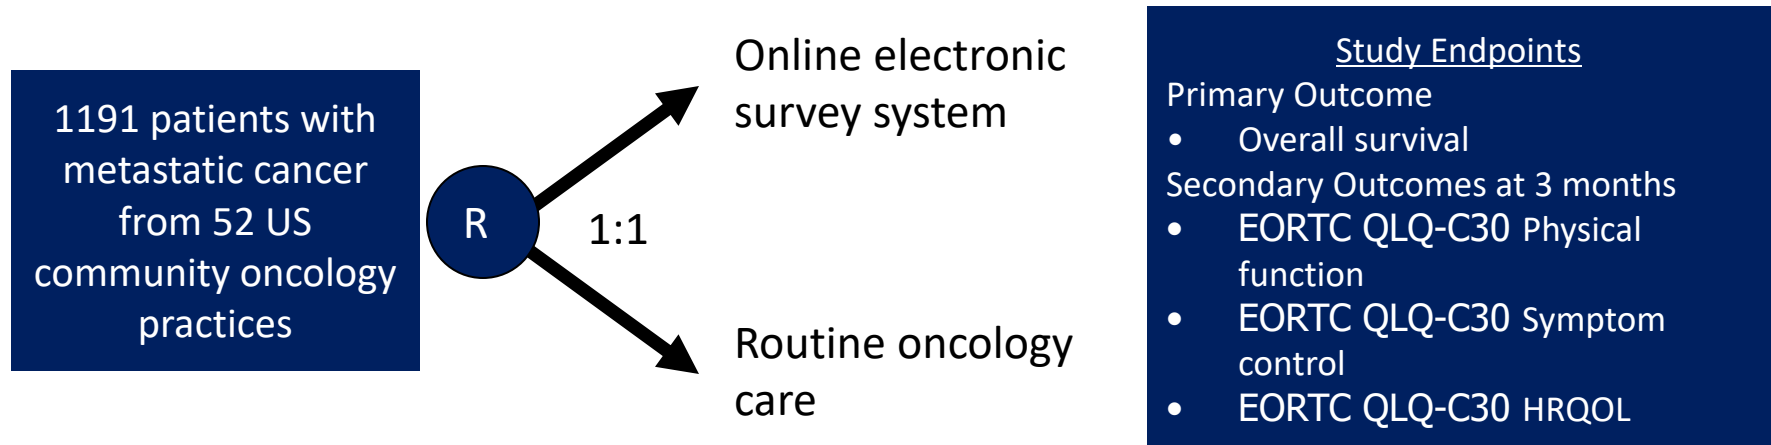 1191 patients with
metastatic cancer
from 52 US
community oncology
practices
R
1:1
Online electronic
survey system
Routine oncology
care
Study Endpoints
Primary Outcome
• Overall survival
Secondary Outcomes at 3 months
• EORTC QLQ-C30 Physical
function
• EORTC QLQ-C30 Symptom
control
• EORTC QLQ-C30 HRQOL